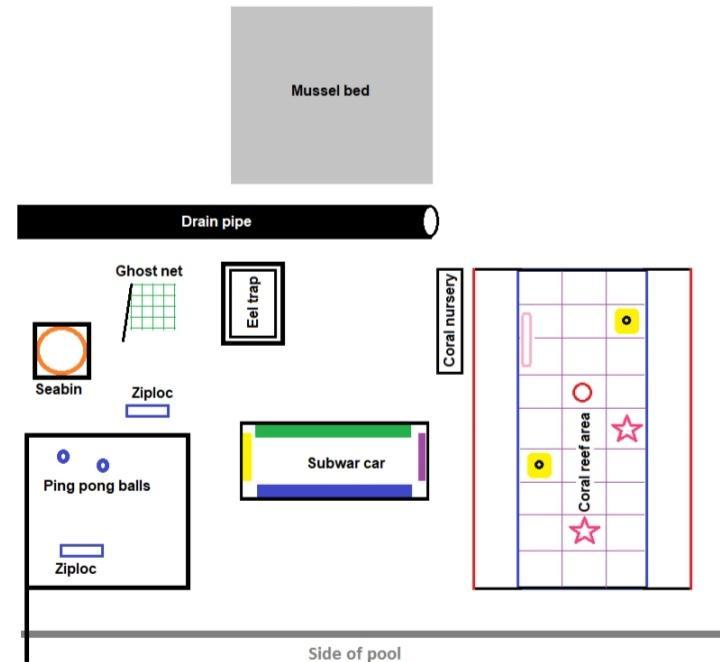 Mussel bed
Drain pipe
Ghost net
Eel trap
Coral nursery
Seabin
Ziploc
Subwar car
Coral reef area
Ping pong balls
Ziploc
Side of pool